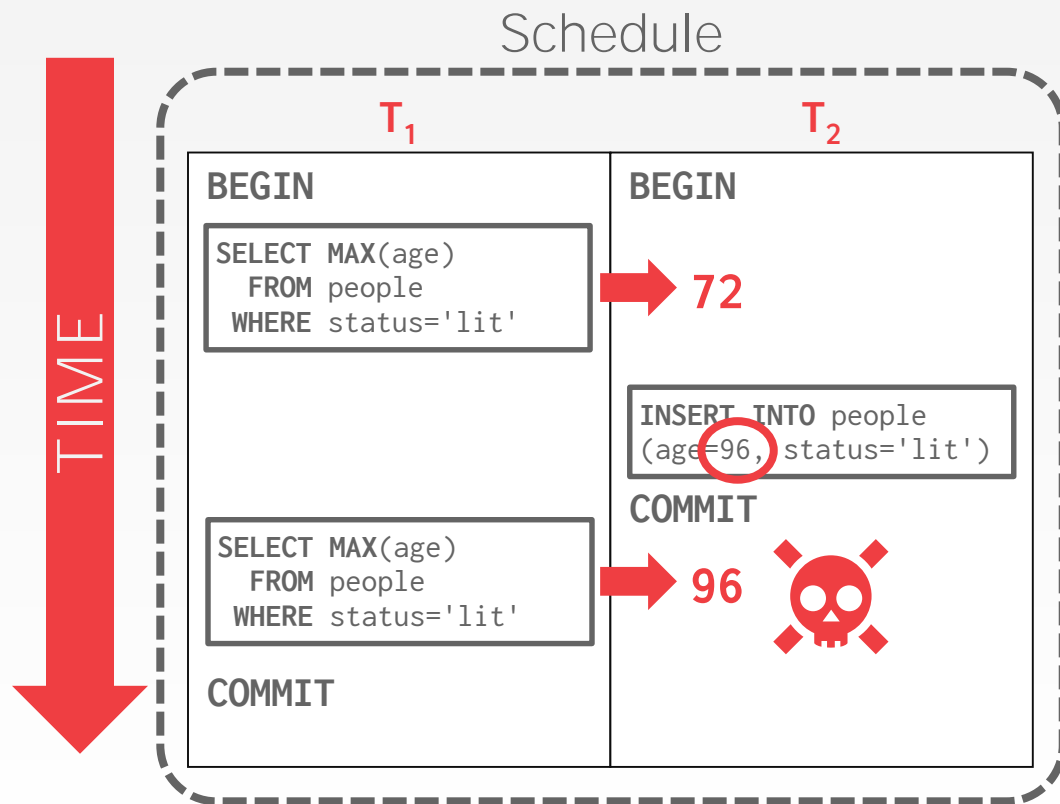 Schedule
TIME
T₁
T₂
BEGIN
BEGIN
SELECT MAX(age)
FROM people
WHERE status='lit'
72
INSERT INTO people
(age=96, status='lit')
COMMIT
SELECT MAX(age)
FROM people
WHERE status='lit'
96
COMMIT